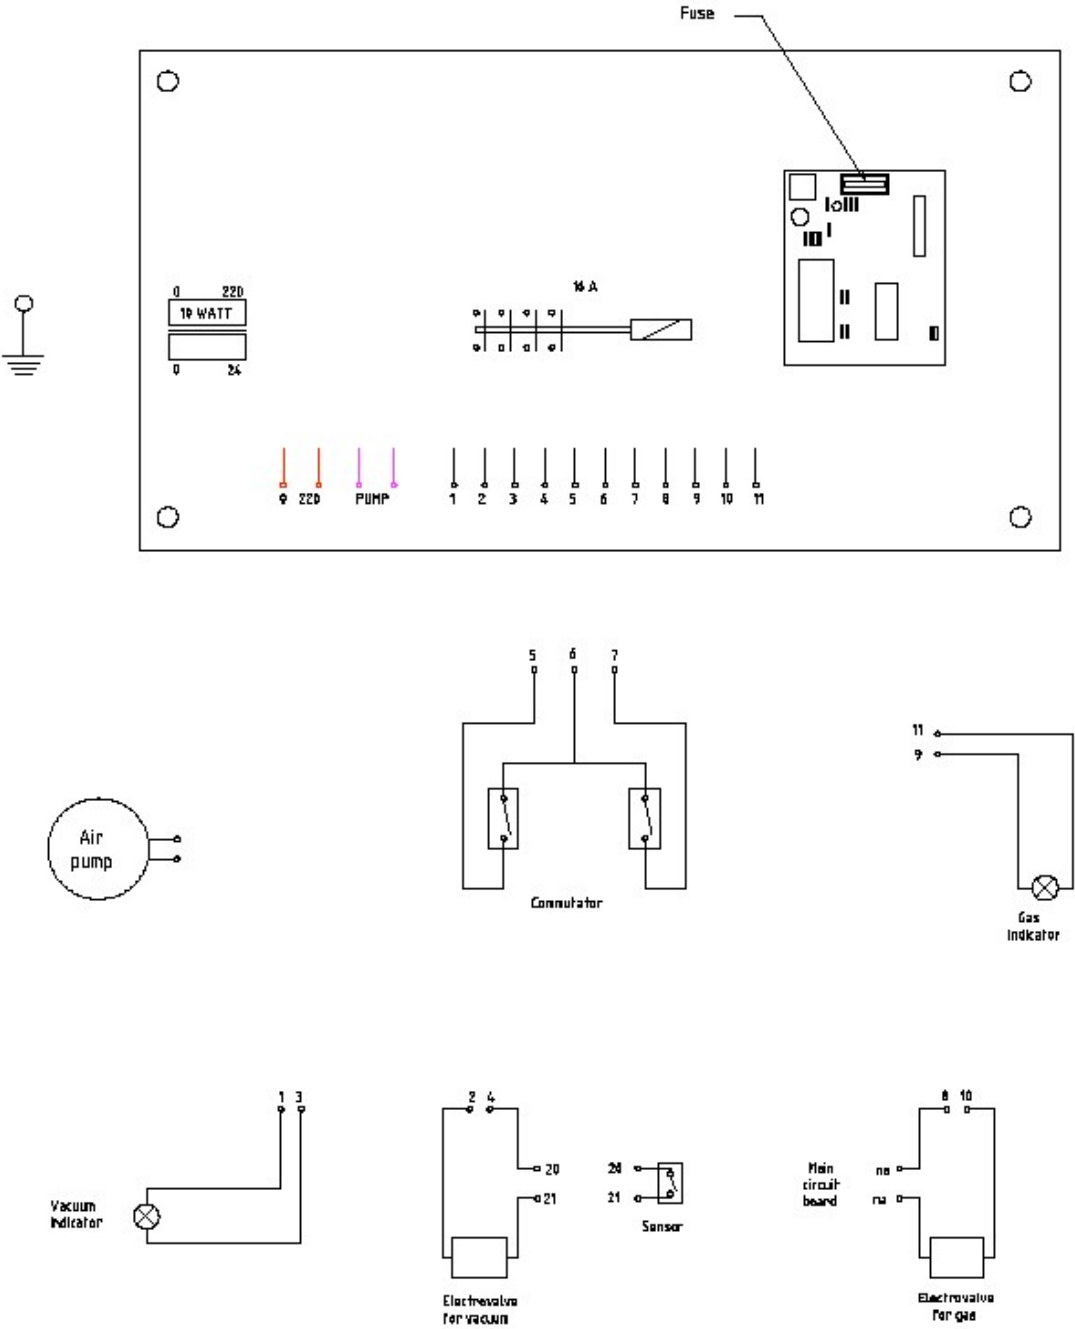 Fuse
16 A
0 220
10 WATT
0 24
0 220 PUMP 1 2 3 4 5 6 7 8 9 10 11
5 6 7
11
9
Air
pump
Commutator
Gas
indicator
1 3
2 4
8 10
20
21
20
21
Sensor
Main
circuit
board
na
na
Vacuum
indicator
Electrovalve
for vacuum
Electrovalve
for gas